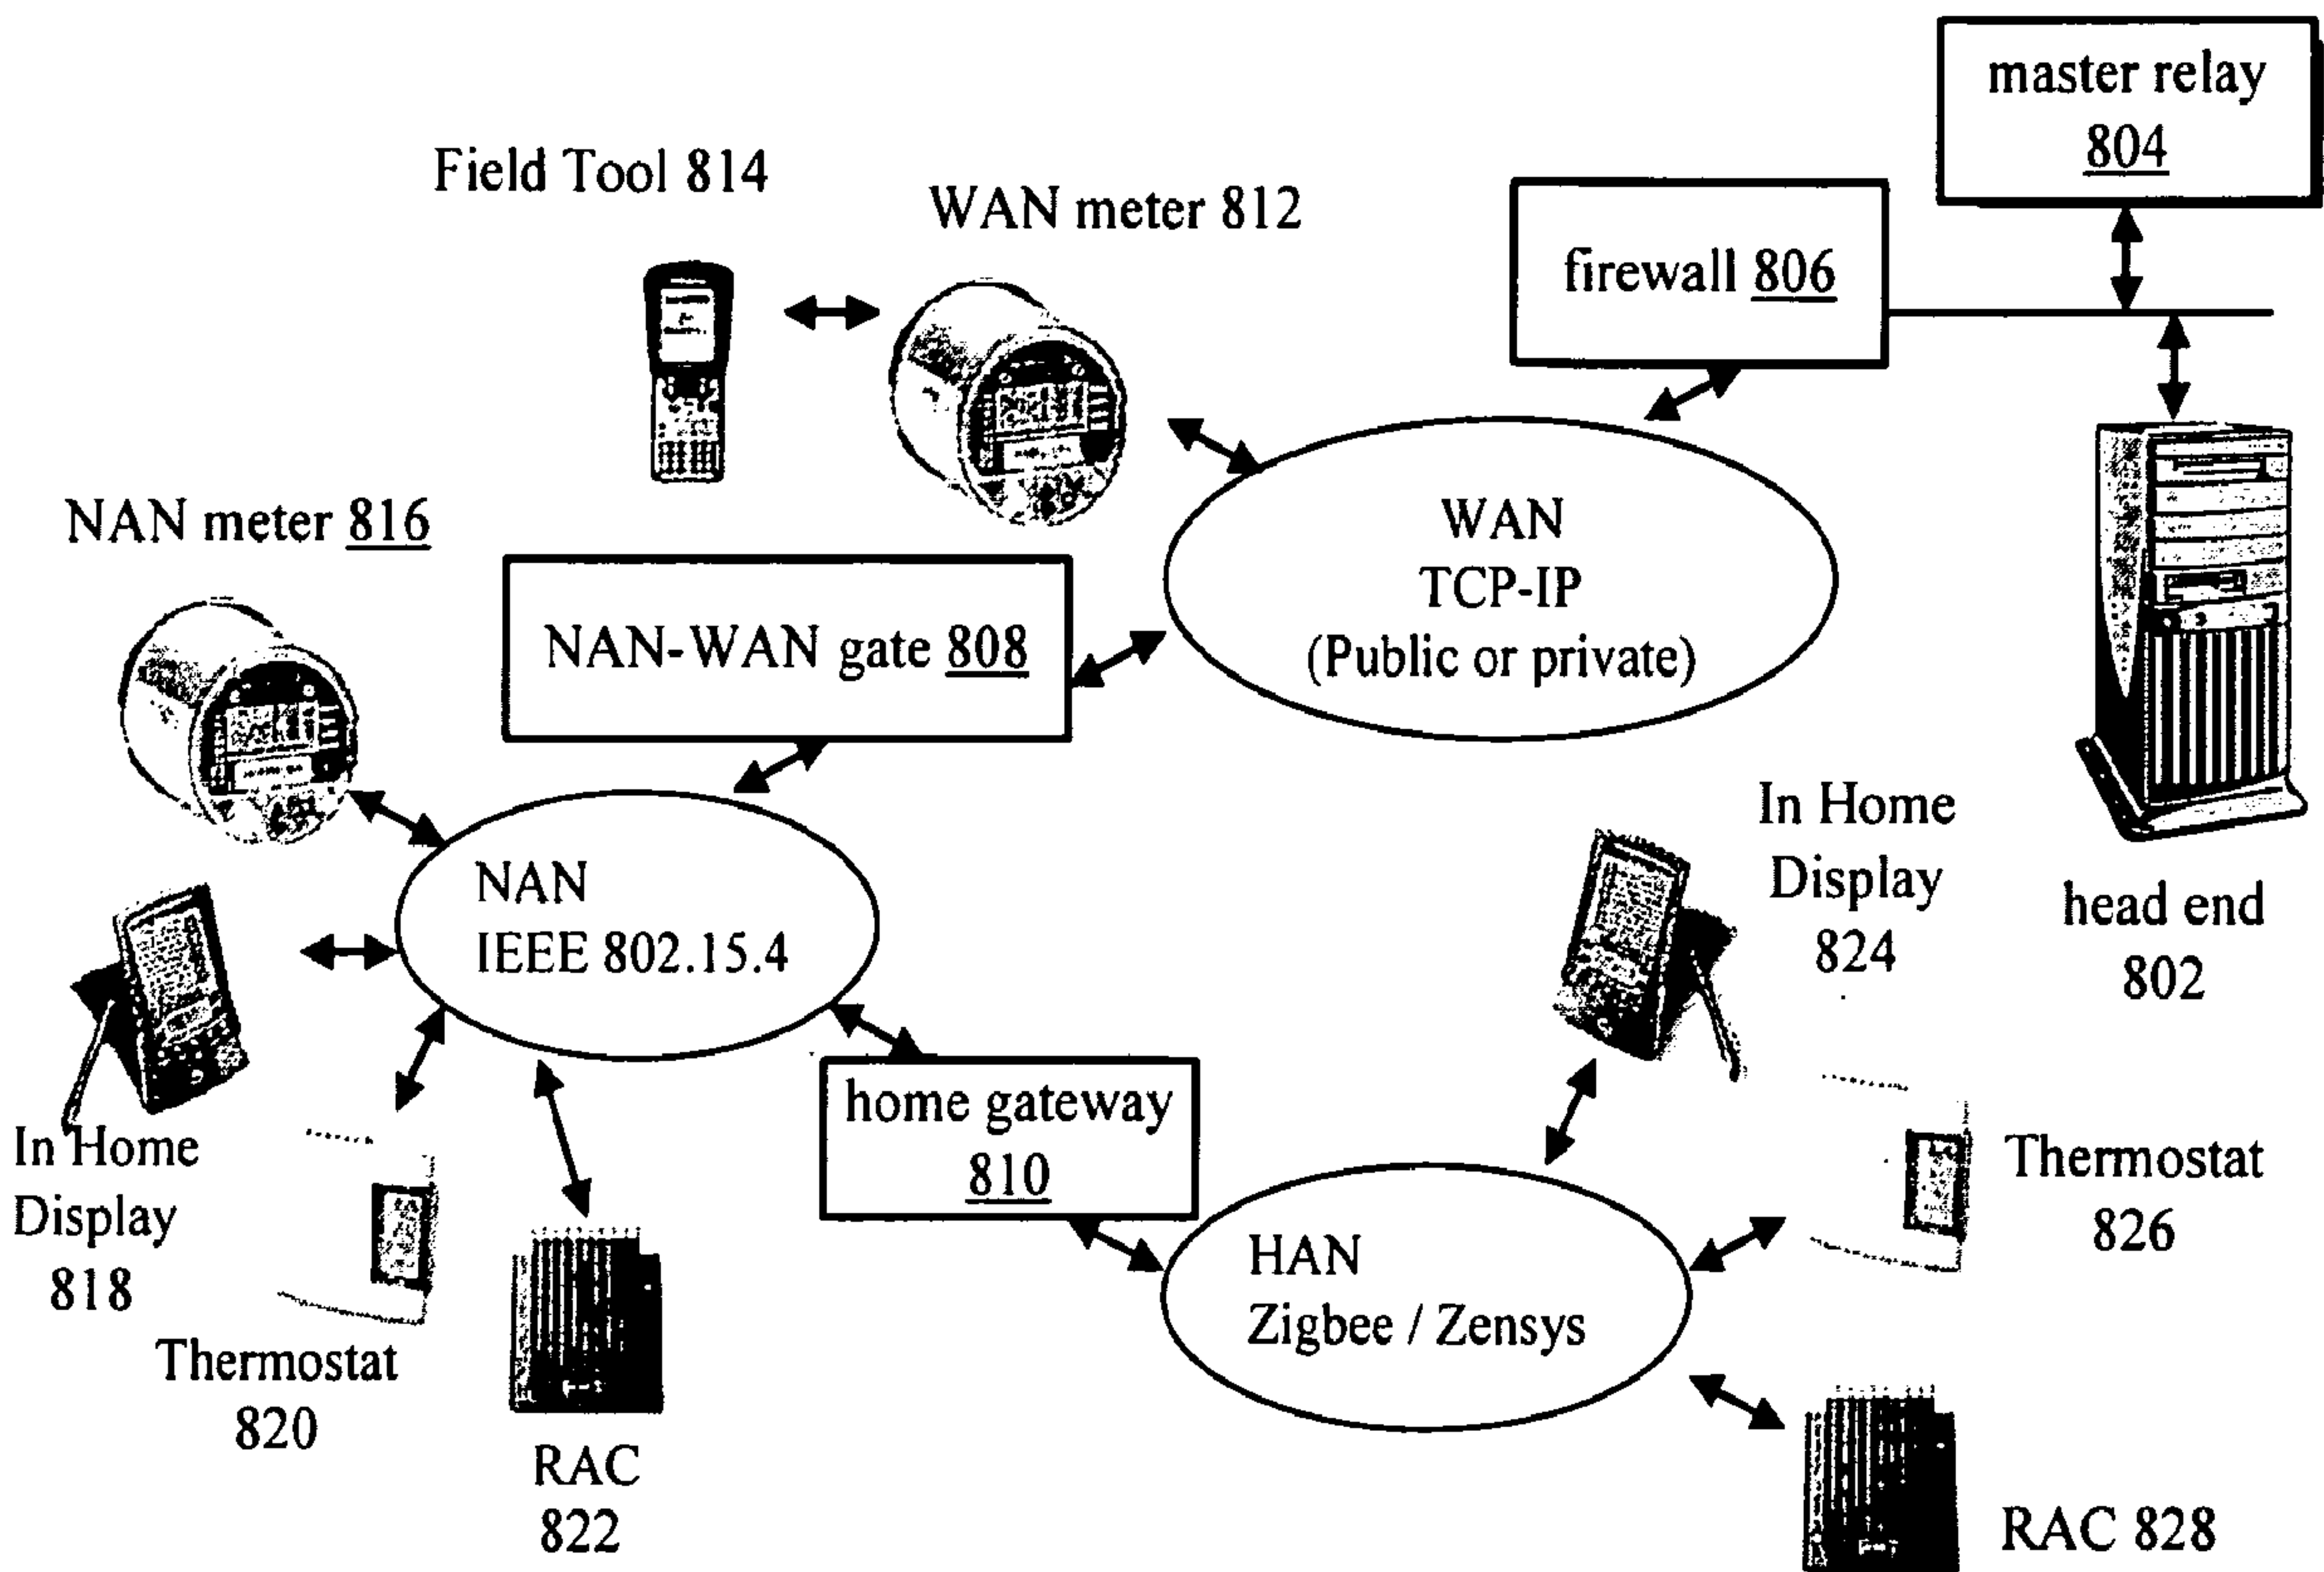 master relay
804
Field Tool 814
WAN meter 812
firewall 806
NAN meter 816
WAN
TCP-IP
(Public or private)
NAN-WAN gate 808
In Home
Display
824
head end
802
NAN
IEEE 802.15.4
home gateway
810
In Home
Display
818
Thermostat
826
HAN
Zigbee / Zensys
Thermostat
820
RAC
822
RAC 828